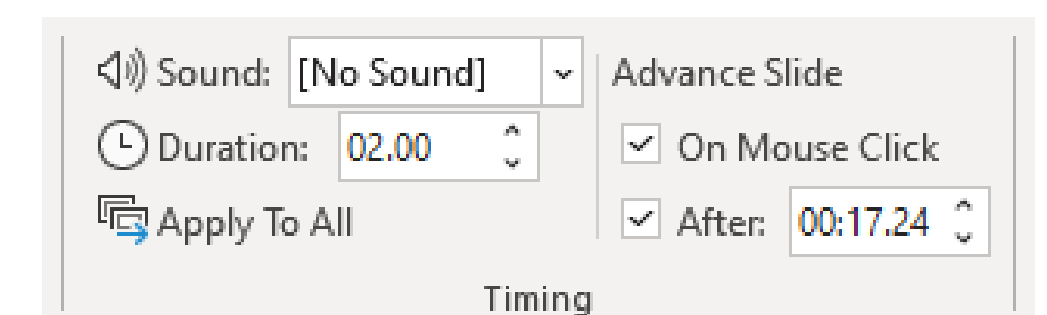 Sound: [No Sound]
Duration: 02.00
Apply To All
Advance Slide
On Mouse Click
After: 00:17.24
Timing